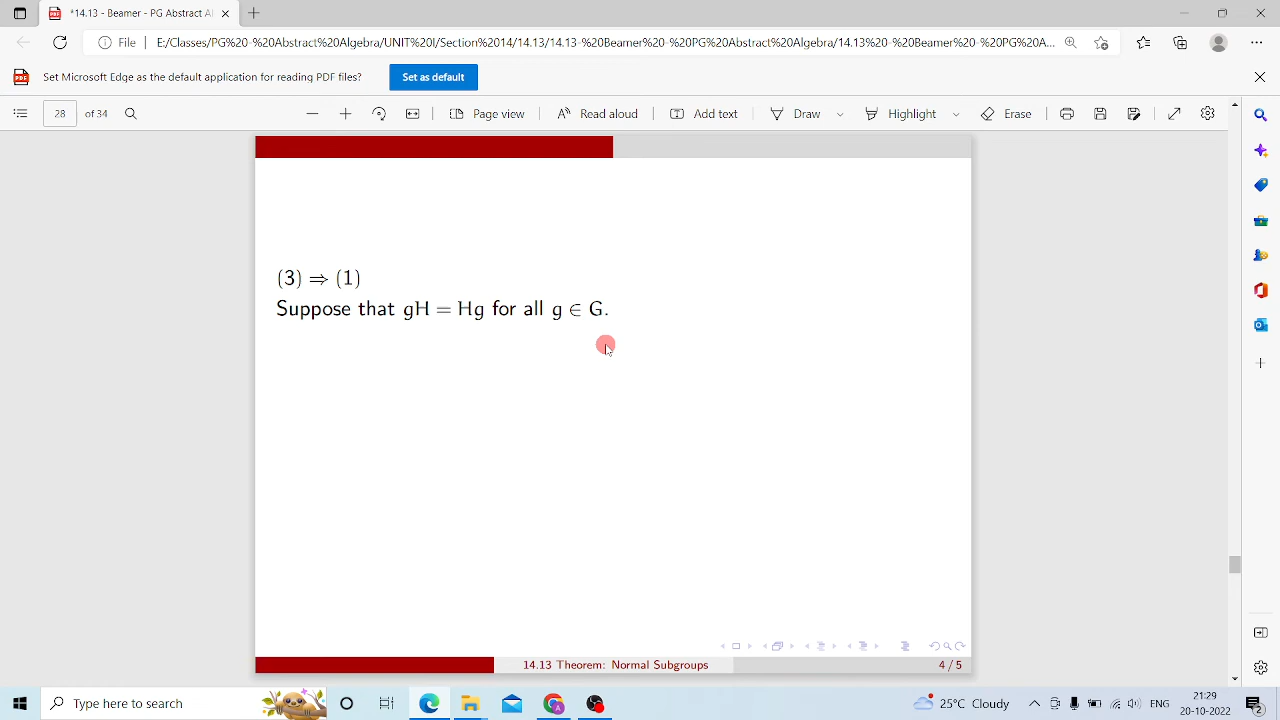 *14.13 - Beamer - PG Abstract Al
File
E:/Classes/PG%20-%20Abstract%20Algebra/UNIT%20I/Section%2014/14.13/14.13-%20Beamer%20-%20PG%20Abstract%20Algebra/14.13%20-%20Beamer%20-%20PG%20A...
Set Microsoft Edge as the default application for reading PDF files?
Set as default
28 of 34
Page view
Read aloud
Add text
Draw
Highlight
Erase
(3) ⇒ (1)
Suppose that gH = Hg for all g ∈ G.
14.13 Theorem: Normal Subgroups
4 / 5
Type here to search
25°C Cloudy
21:29
20-10-2022
2